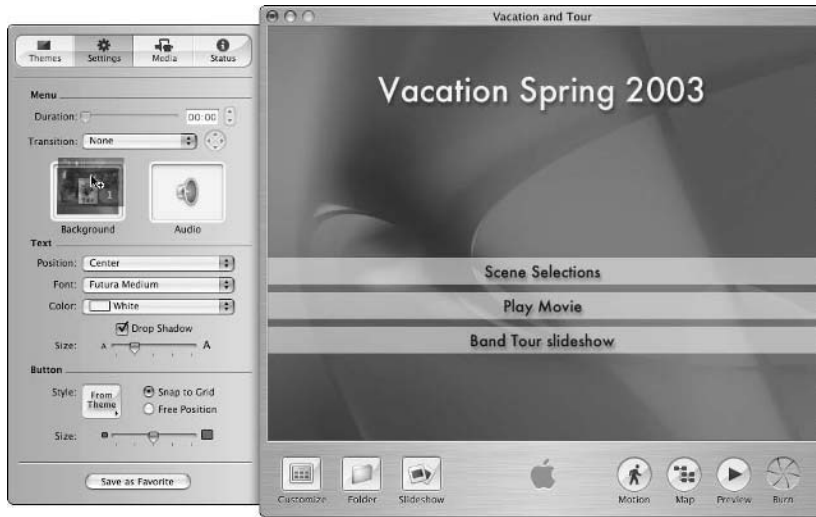 Vacation and Tour
Themes
Settings
Media
Status
Menu
Duration:
00:00
Transition:
None
Background
Audio
Text
Position:
Center
Font:
Futura Medium
Color:
White
Drop Shadow
Size:
A
A
Button
Style:
From Theme
Snap to Grid
Free Position
Size:
Save as Favorite
Vacation Spring 2003
Scene Selections
Play Movie
Band Tour slideshow
Customize
Folder
Slideshow
Motion
Map
Preview
Burn